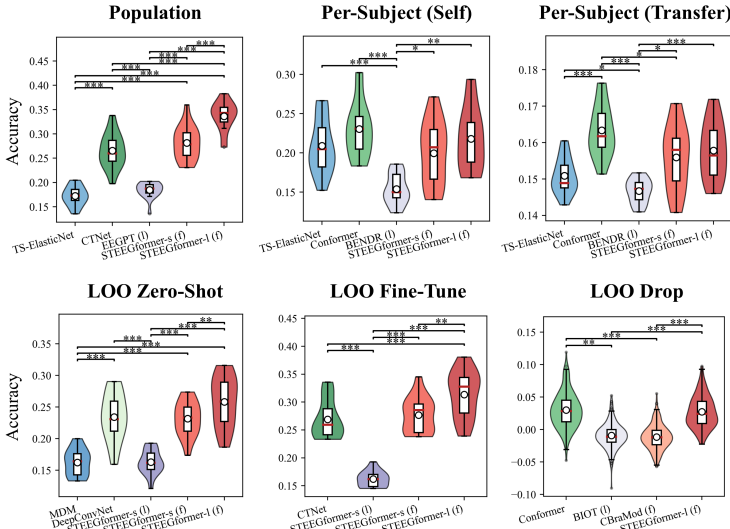 Population
Per-Subject (Self)
Per-Subject (Transfer)
Accuracy
0.45
0.40
0.35
0.30
0.25
0.20
0.15
***
***
***
***
***
***
***
TS-ElasticNet
CTNet
EEGPT (l)
STEEGformer-s (f)
STEEGformer-l (f)
0.30
0.25
0.20
0.15
**
***
*
***
TS-ElasticNet
Conformer
BENDR (l)
STEEGformer-s (f)
STEEGformer-l (f)
0.18
0.17
0.16
0.15
0.14
***
*
*
***
*
***
TS-ElasticNet
Conformer
BENDR (l)
STEEGformer-s (f)
STEEGformer-l (f)
LOO Zero-Shot
LOO Fine-Tune
LOO Drop
Accuracy
0.35
0.30
0.25
0.20
0.15
**
***
***
***
***
***
***
MDM
DeepConvNet
STEEGformer-s (l)
STEEGformer-s (f)
STEEGformer-l (f)
0.45
0.40
0.35
0.30
0.25
0.20
0.15
**
***
***
***
***
CTNet
STEEGformer-s (l)
STEEGformer-s (f)
STEEGformer-l (f)
0.15
0.10
0.05
0.00
−0.05
−0.10
***
***
***
**
Conformer
BIOT (l)
CBraMod (f)
STEEGformer-l (f)